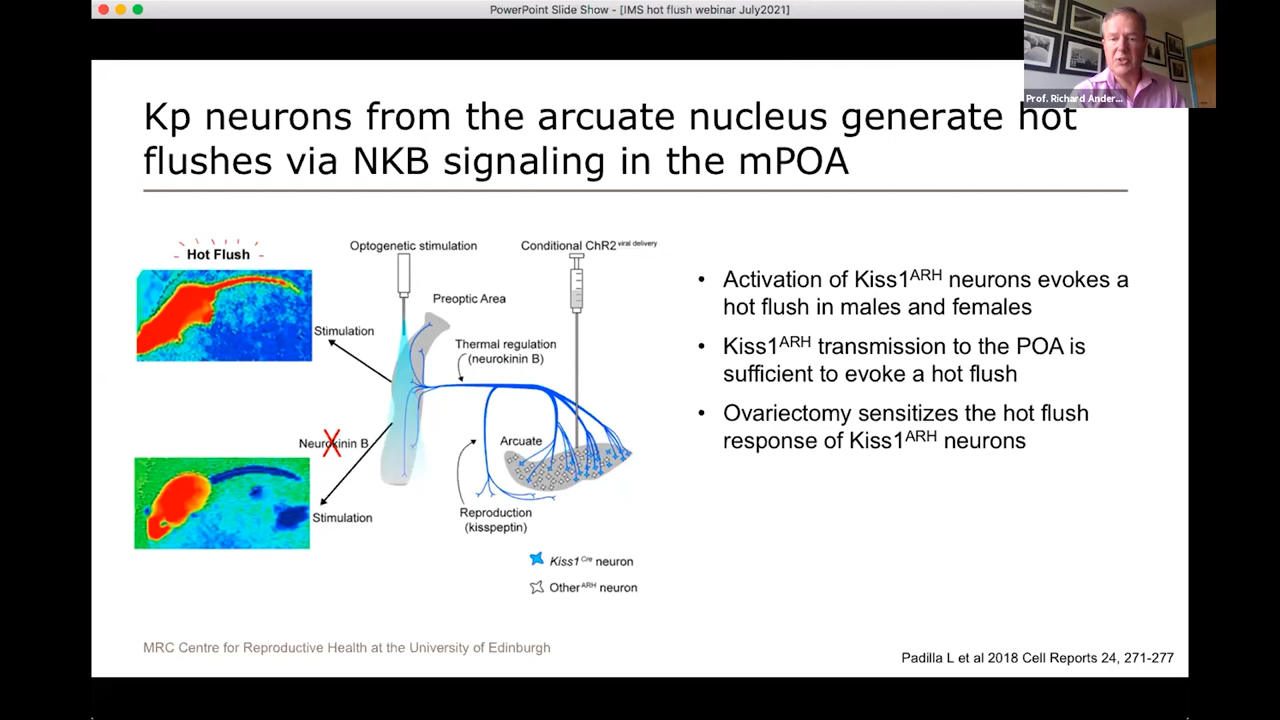 PowerPoint Slide Show - [IMS hot flush webinar July2021]
Prof. Richard Ander...
Kp neurons from the arcuate nucleus generate hot
flushes via NKB signaling in the mPOA
Hot Flush
Optogenetic stimulation
Conditional ChR2 viral delivery
Preoptic Area
Stimulation
Thermal regulation
(neurokinin B)
Neurokinin B
Arcuate
Stimulation
Reproduction
(kisspeptin)
Kiss1Cre neuron
OtherARH neuron
• Activation of Kiss1ARH neurons evokes a
hot flush in males and females
• Kiss1ARH transmission to the POA is
sufficient to evoke a hot flush
• Ovariectomy sensitizes the hot flush
response of Kiss1ARH neurons
MRC Centre for Reproductive Health at the University of Edinburgh
Padilla L et al 2018 Cell Reports 24, 271-277